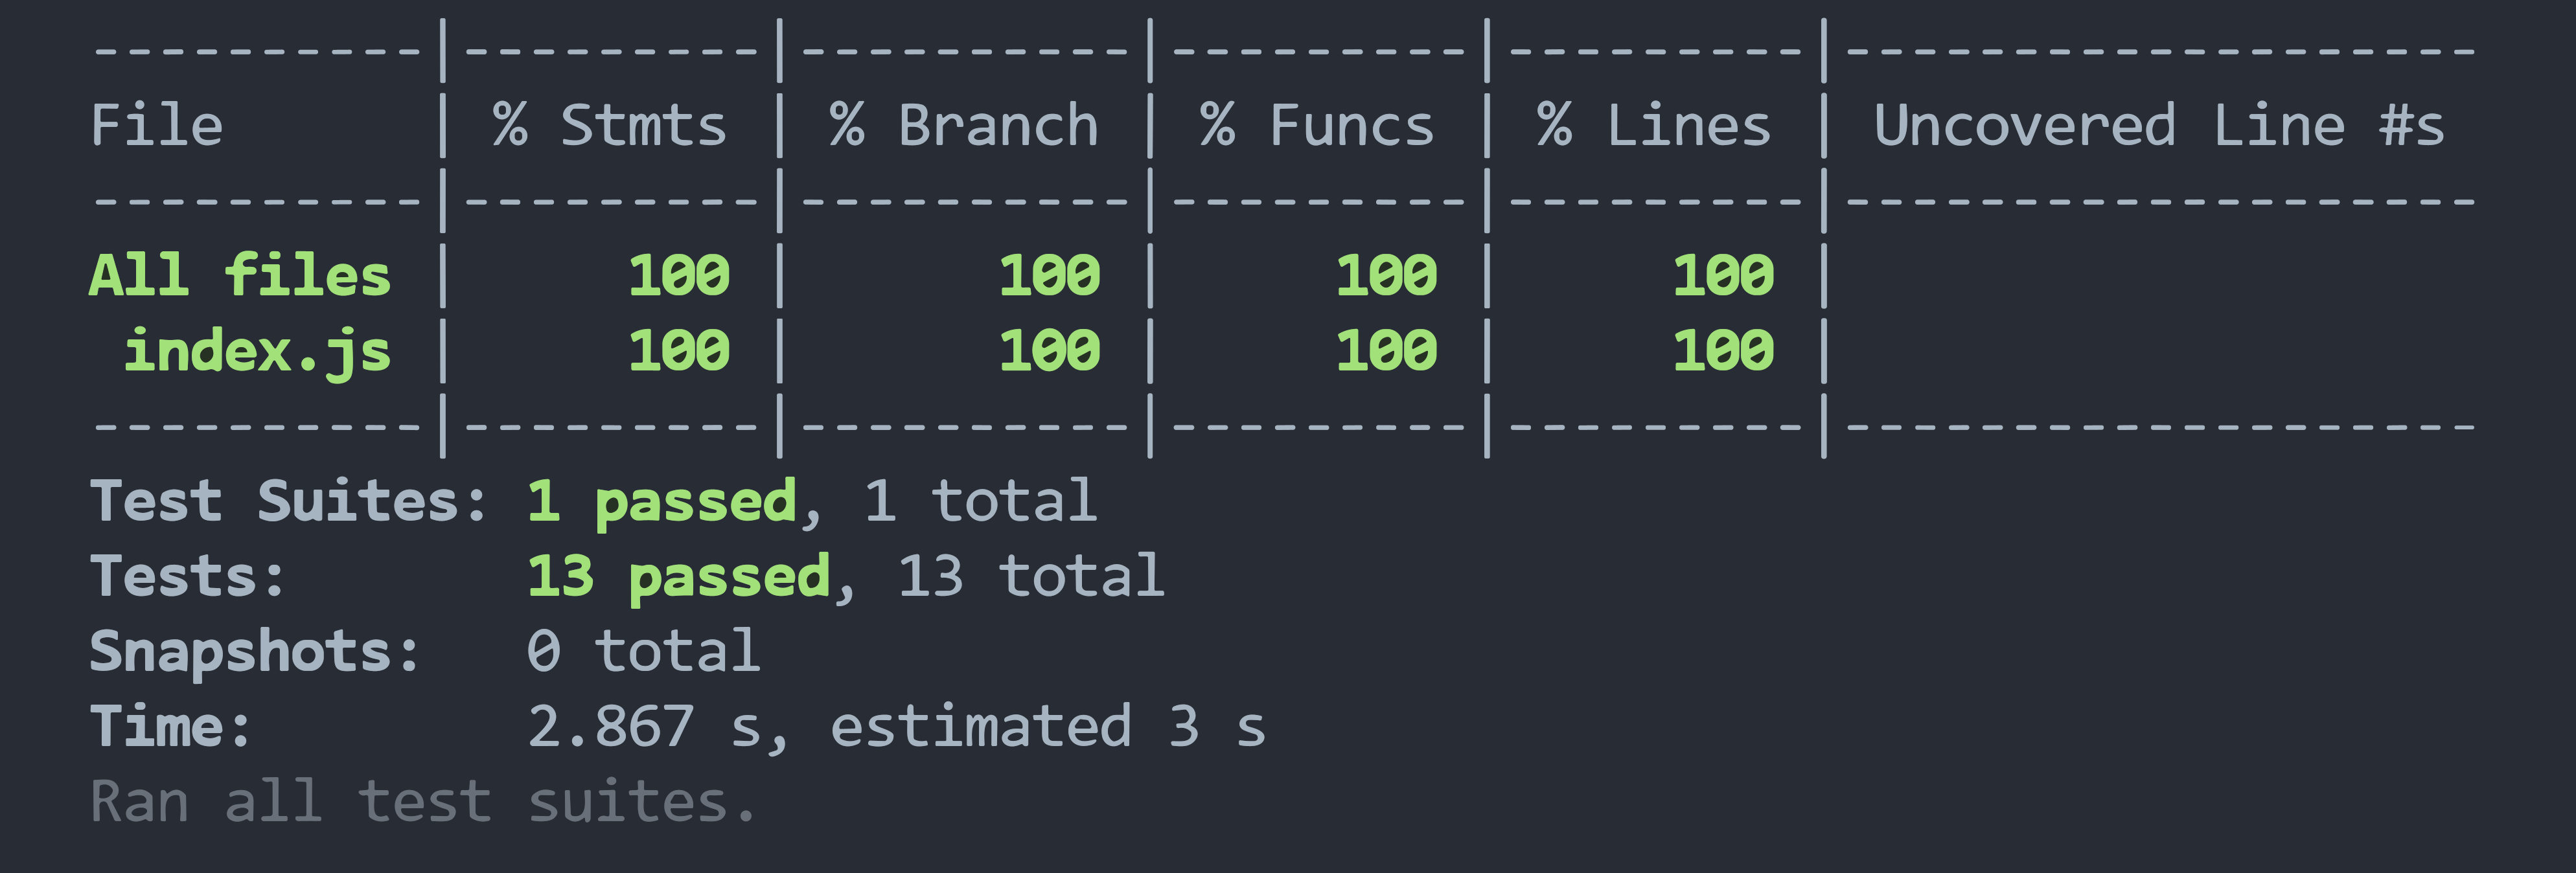 -----------|----------|-----------|----------|----------|--------------------
File       | % Stmts  | % Branch  | % Funcs  | % Lines  | Uncovered Line #s
-----------|----------|-----------|----------|----------|--------------------
All files  |      100 |       100 |      100 |      100 |
 index.js  |      100 |       100 |      100 |      100 |
-----------|----------|-----------|----------|----------|--------------------
Test Suites: 1 passed, 1 total
Tests:       13 passed, 13 total
Snapshots:   0 total
Time:        2.867 s, estimated 3 s
Ran all test suites.